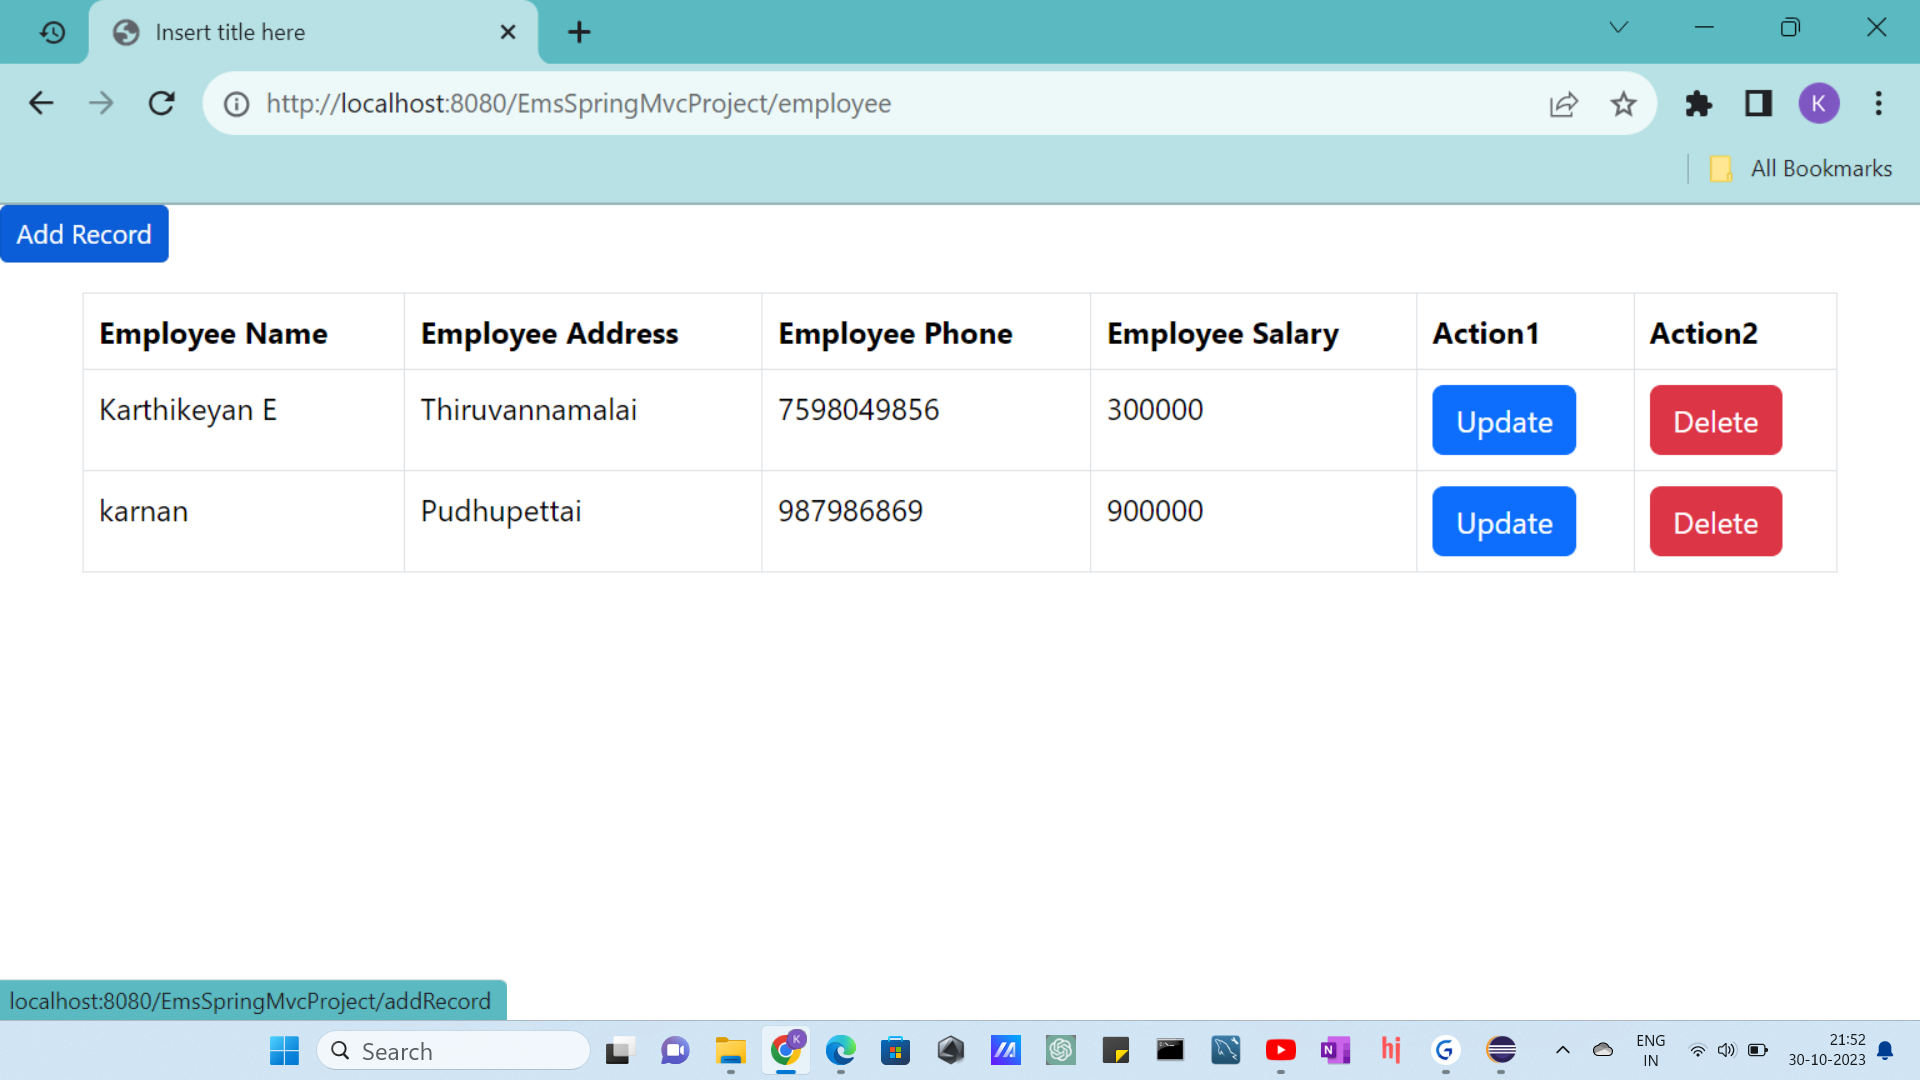 Insert title here
http://localhost:8080/EmsSpringMvcProject/employee
K
All Bookmarks
Add Record
Employee Name Employee Address Employee Phone Employee Salary Action1 Action2
Karthikeyan E Thiruvannamalai 7598049856 300000 Update Delete
karnan Pudhupettai 987986869 900000 Update Delete
localhost:8080/EmsSpringMvcProject/addRecord
Search K N hj G ENG 21:52
IN 30-10-2023